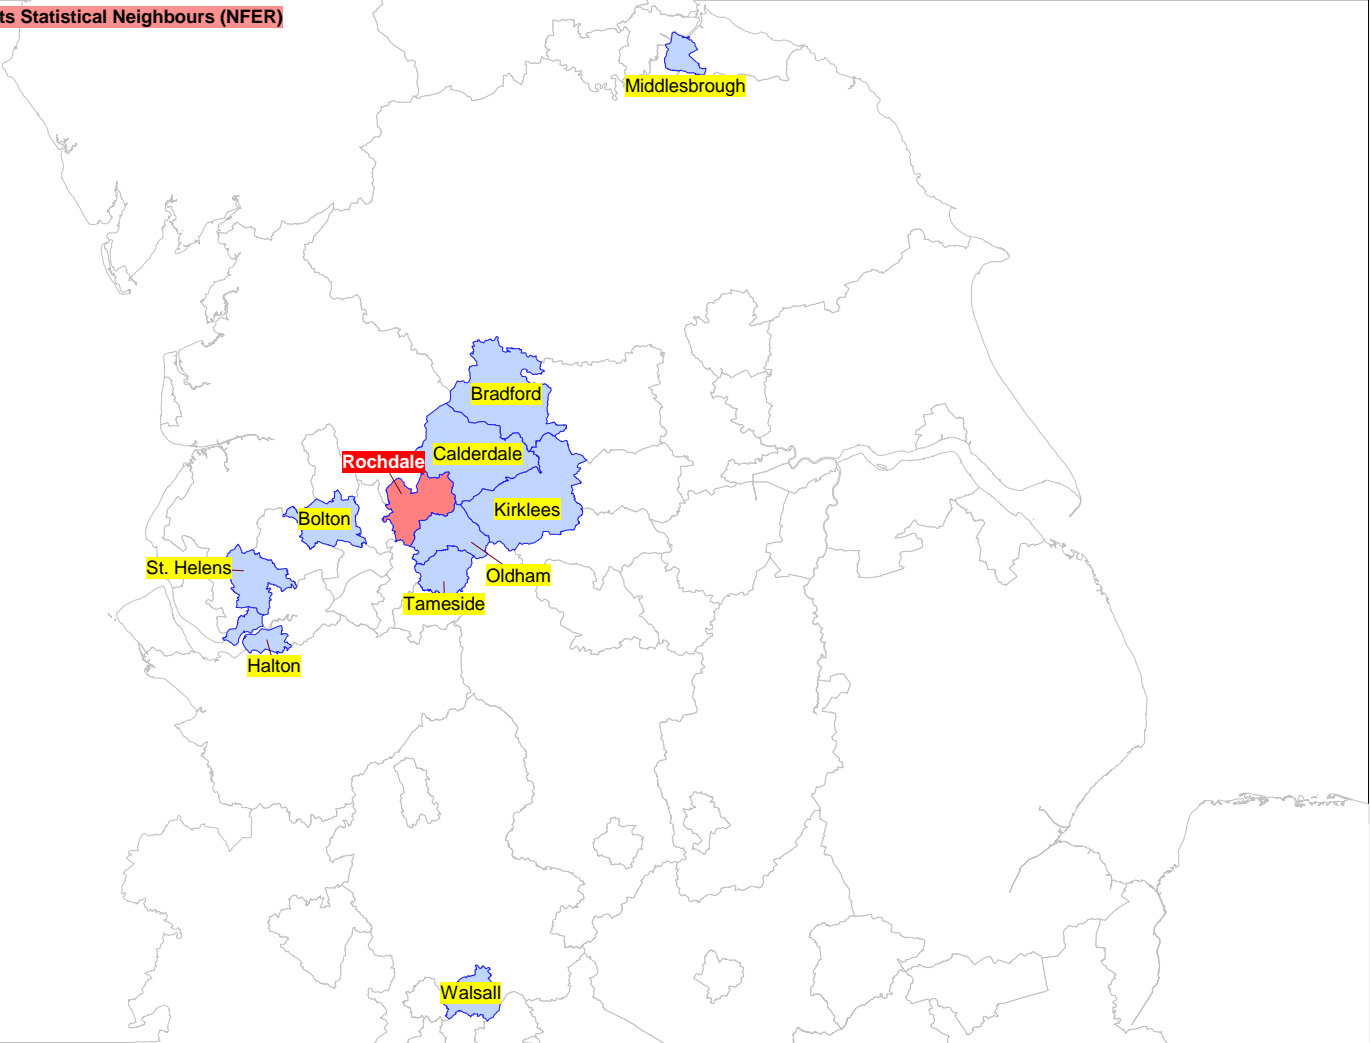 ts Statistical Neighbours (NFER)
Middlesbrough
Bradford
Calderdale
Rochdale
Kirklees
Bolton
St. Helens
Oldham
Tameside
Halton
Walsall